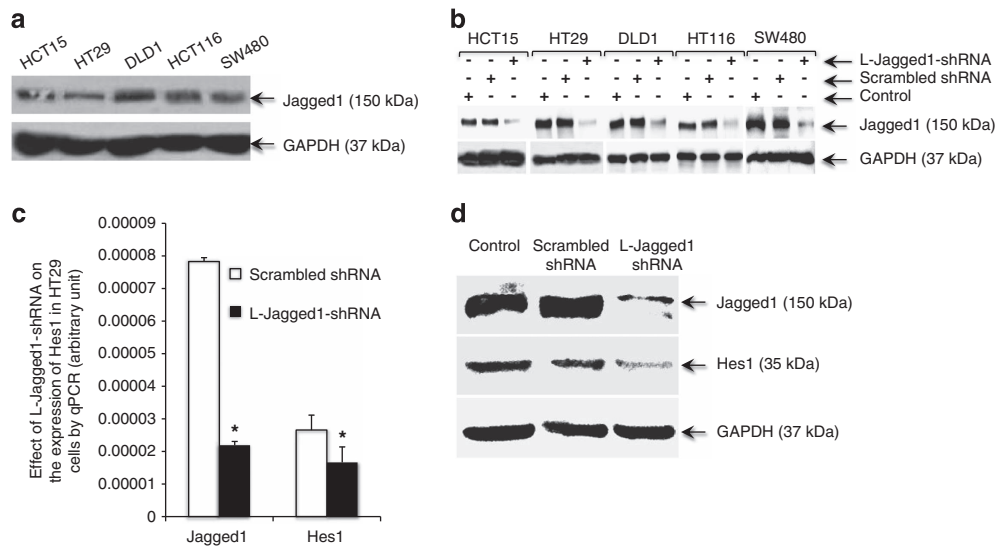 a
HCT15 HT29 DLD1 HCT116 SW480
Jagged1 (150 kDa)
GAPDH (37 kDa)
b
HCT15 HT29 DLD1 HT116 SW480
- - + - - + - - + - - + - - + L-Jagged1-shRNA
- + - - + - - + - - + - - + - Scrambled shRNA
+ - - + - - + - - + - - + - - Control
Jagged1 (150 kDa)
GAPDH (37 kDa)
c
Effect of L-Jagged1-shRNA on
the expression of Hes1 in HT29
cells by qPCR (arbitrary unit)
0.00009
0.00008
0.00007
0.00006
0.00005
0.00004
0.00003
0.00002
0.00001
0
Scrambled shRNA
L-Jagged1-shRNA
* *
Jagged1 Hes1
d
Control Scrambled L-Jagged1
shRNA shRNA
Jagged1 (150 kDa)
Hes1 (35 kDa)
GAPDH (37 kDa)